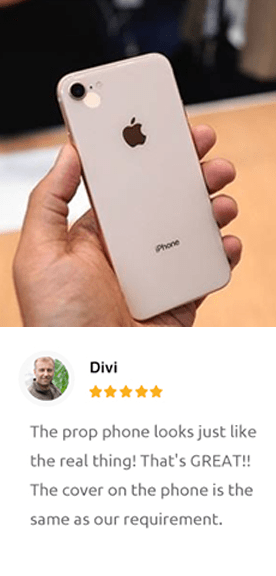 iPhone
Divi
The prop phone looks just like
the real thing! That's GREAT!!
The cover on the phone is the
same as our requirement.